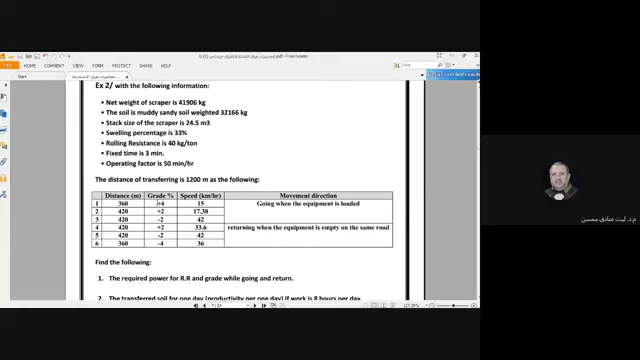 FILE HOME COMMENT VIEW FORM PROTECT SHARE HELP
Start
Ex 2/ with the following information:
• Net weight of scraper is 41906 kg
• The soil is muddy sandy soil weighted 32166 kg
• Stack size of the scraper is 24.5 m3
• Swelling percentage is 33%
• Rolling Resistance is 40 kg/ton
• Fixed time is 3 min.
• Operating factor is 50 min/hr
The distance of transferring is 1200 m as the following:
Distance (m) Grade % Speed (km/hr) Movement direction
1 360 +4 15 Going when the equipment is loaded
2 420 +2 17.38
3 420 -2 42
4 420 +2 33.6 returning when the equipment is empty on the same road
5 420 -2 42
6 360 -4 36
Find the following:
1. The required power for R.R and grade while going and return.
2. The transferred soil for one day (productivity per one day) if work is 8 hours per day.
م.د. ليث صادق محسن